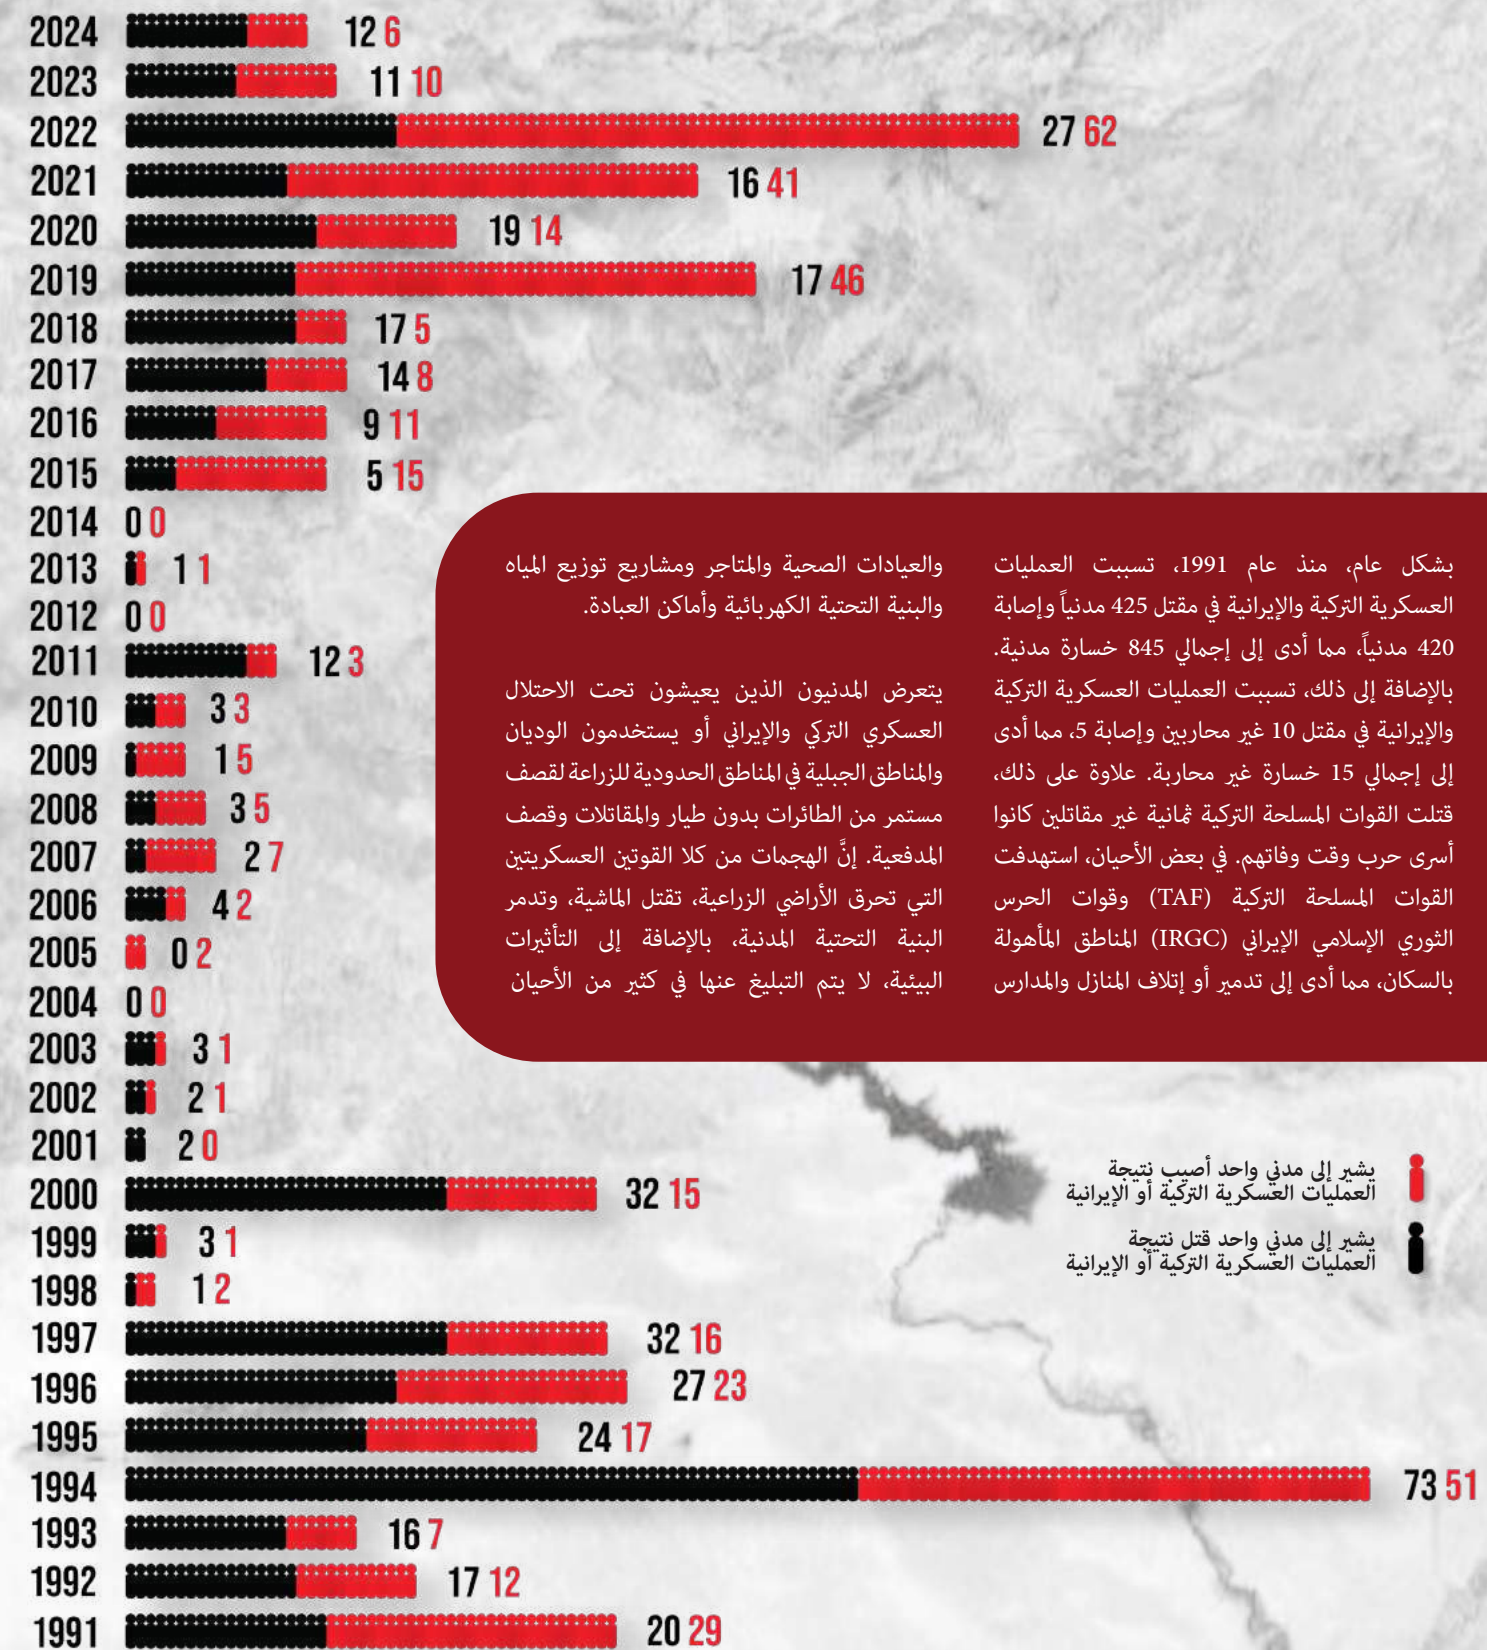 2024 12 6
2023 11 10
2022 27 62
2021 16 41
2020 19 14
2019 17 46
2018 17 5
2017 14 8
2016 9 11
2015 5 15
2014 0 0
2013 1 1
2012 0 0
2011 12 3
2010 3 3
2009 1 5
2008 3 5
2007 2 7
2006 4 2
2005 0 2
2004 0 0
2003 3 1
2002 2 1
2001 2 0
2000 32 15
1999 3 1
1998 1 2
1997 32 16
1996 27 23
1995 24 17
1994 73 51
1993 16 7
1992 17 12
1991 20 29
بشكل عام، منذ عام 1991، تسببت العمليات
العسكرية التركية والإيرانية في مقتل 425 مدنياً وإصابة
420 مدنياً، مما أدى إلى إجمالي 845 خسارة مدنية.
بالإضافة إلى ذلك، تسببت العمليات العسكرية التركية
والإيرانية في مقتل 10 غير محاربين وإصابة 5، مما أدى
إلى إجمالي 15 خسارة غير محاربة. علاوة على ذلك،
قتلت القوات المسلحة التركية ثمانية غير مقاتلين كانوا
أسرى حرب وقت وفاتهم. في بعض الأحيان، استهدفت
القوات المسلحة التركية (TAF) وقوات الحرس
الثوري الإسلامي الإيراني (IRGC) المناطق المأهولة
بالسكان، مما أدى إلى تدمير أو إتلاف المنازل والمدارس
والعيادات الصحية والمتاجر ومشاريع توزيع المياه
والبنية التحتية الكهربائية وأماكن العبادة.
يتعرض المدنيون الذين يعيشون تحت الاحتلال
العسكري التركي والإيراني أو يستخدمون الوديان
والمناطق الجبلية في المناطق الحدودية للزراعة لقصف
مستمر من الطائرات بدون طيار والمقاتلات وقصف
المدفعية. إنَّ الهجمات من كلا القوتين العسكريتين
التي تحرق الأراضي الزراعية، تقتل الماشية، وتدمر
البنية التحتية المدنية، بالإضافة إلى التأثيرات
البيئية، لا يتم التبليغ عنها في كثير من الأحيان
يشير إلى مدني واحد أصيب نتيجة
العمليات العسكرية التركية أو الإيرانية
يشير إلى مدني واحد قتل نتيجة
العمليات العسكرية التركية أو الإيرانية